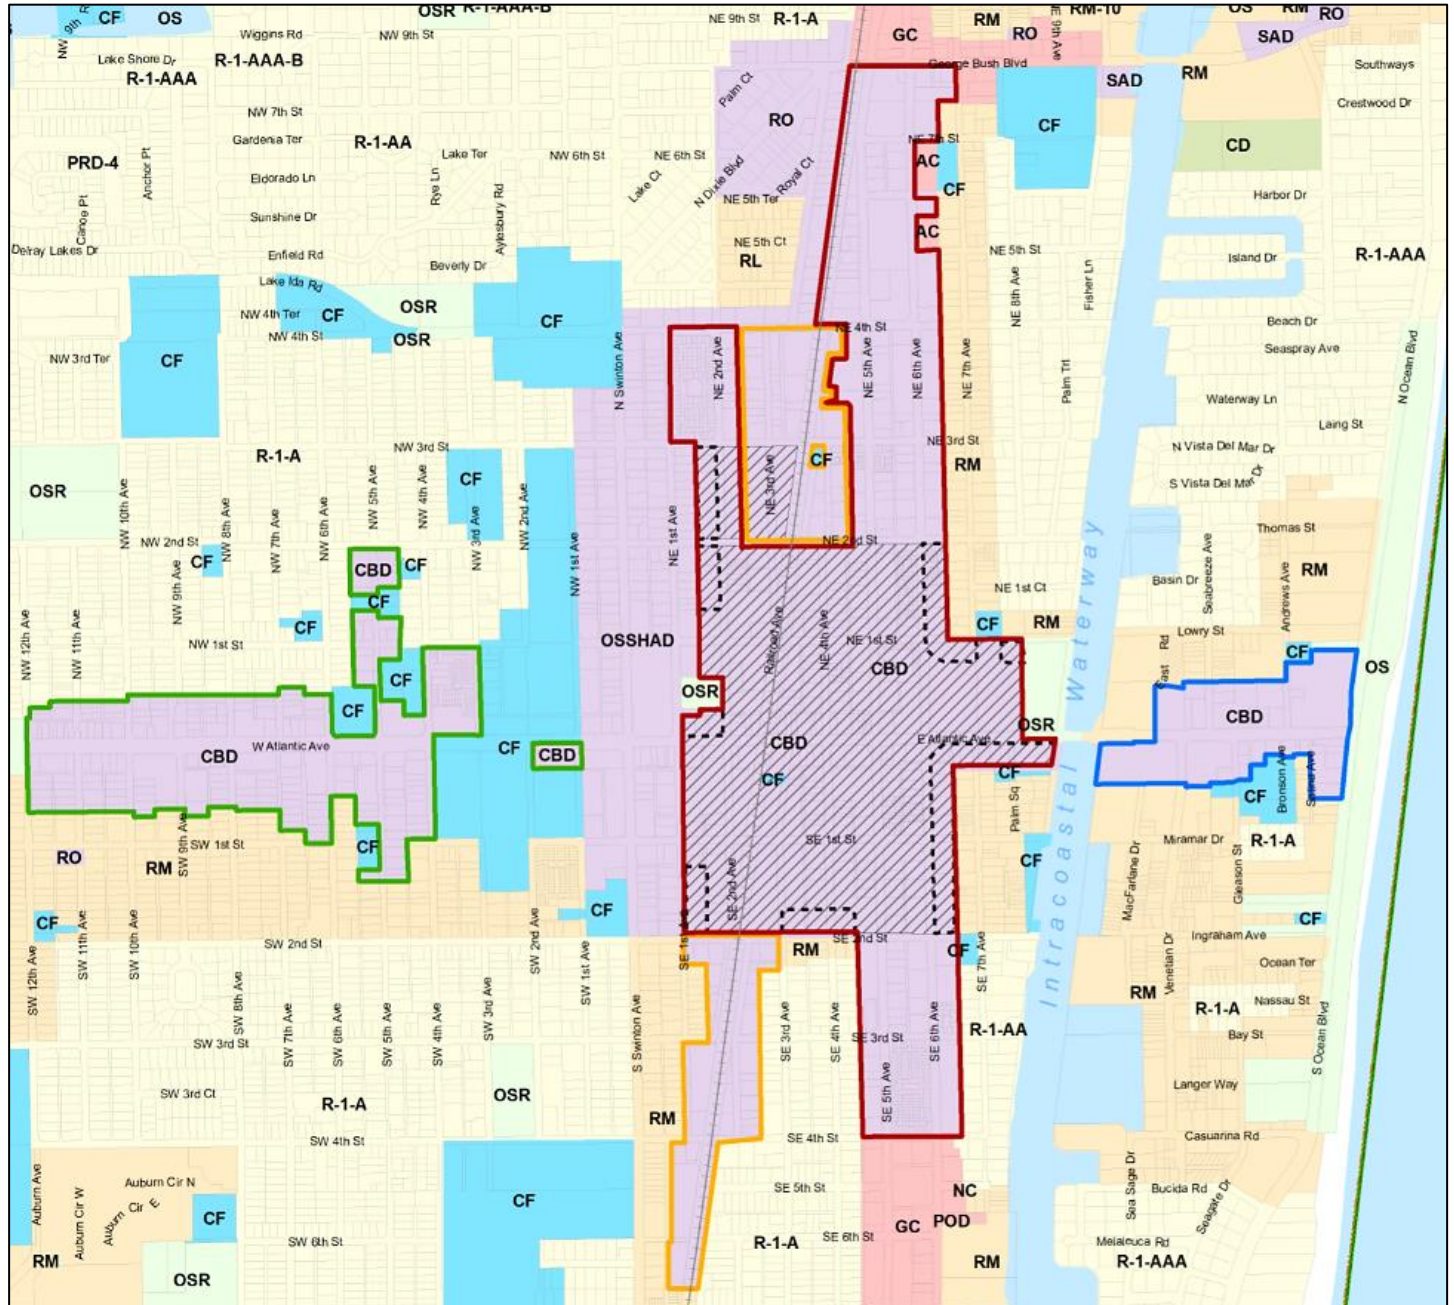 NW 9th R
CF
OS
OSR
R-1-AAA-B
NE 9th St
R-1-A
RM
RM-10
OS
RM
RO
Wiggins Rd
NW 9th St
GC
RO
NE 9th Ave
SAD
Lake Shore Dr
R-1-AAA-B
R-1-AAA
George Bush Blvd
SAD
RM
Southways
Palm Ct
Crestwood Dr
NW 7th St
RO
CF
Gardenia Ter
R-1-AA
NE 7th St
CD
PRD-4
Anchor Pt
Lake Ter
NW 6th St
NE 6th St
AC
CF
Eldorado Ln
Rye Ln
Aylesbury Rd
Lake Ct
N Dixie Blvd
Royal Ct
Harbor Dr
Canoe Pt
Sunshine Dr
NE 5th Ter
AC
Delray Lakes Dr
Enfield Rd
NE 5th Ct
NE 5th St
Island Dr
R-1-AAA
RL
Beverly Dr
Lake Ida Rd
OSR
NE 8th Ave
Fisher Ln
NW 4th Ter
CF
CF
NE 4th St
Beach Dr
NW 4th St
OSR
Seaspray Ave
NW 3rd Ter
CF
N Swinton Ave
NE 2nd Ave
NE 5th Ave
NE 6th Ave
NE 7th Ave
Palm Trl
N Ocean Blvd
Waterway Ln
Laing St
NW 3rd St
NE 3rd St
N Vista Del Mar Dr
R-1-A
CF
RM
CF
S Vista Del Mar Dr
OSR
NW 10th Ave
NW 8th Ave
NW 7th Ave
NW 6th Ave
NW 5th Ave
NW 4th Ave
NW 3rd Ave
NW 2nd Ave
NE 1st Ave
NE 3rd Ave
Thomas St
NW 2nd St
NE 2nd St
CF
CBD
CF
NW 1st Ave
Basin Dr
RM
NW 9th Ave
CF
NE 1st Ct
Seabreeze Ave
Andrews Ave
CF
CF
RM
NW 12th Ave
NW 11th Ave
NW 1st St
OSSHAD
Railroad Ave
NE 4th Ave
NE 1st St
Lowry St
CF
East Rd
CBD
OS
CF
OSR
CF
OSR
CBD
W Atlantic Ave
CBD
CF
CBD
CBD
E Atlantic Ave
CF
CF
Intracoastal Waterway
CF
Bronson Ave
Salina Ave
Palm Sq
SW 9th Ave
SW 1st St
CF
SE 1st St
Miramar Dr
R-1-A
RO
RM
CF
MacFarlane Dr
Gleason St
SE 2nd Ave
CF
SW 11th Ave
SW 10th Ave
CF
CF
SW 12th Ave
SW 2nd St
SW 2nd Ave
SE 1st Ave
RM
SE 2nd St
CF
Ingraham Ave
SW 1st Ave
SE 7th Ave
Venetian Dr
Ocean Ter
SW 8th Ave
RM
Nassau St
R-1-A
SW 7th Ave
SW 6th Ave
SW 5th Ave
SW 4th Ave
SW 3rd Ave
S Swinton Ave
SE 3rd Ave
SE 4th Ave
SE 3rd St
SE 6th Ave
R-1-AA
Bay St
S Ocean Blvd
SW 3rd St
SW 3rd Ct
OSR
SE 5th Ave
Langer Way
R-1-A
RM
SW 4th St
SE 4th St
Casuarina Rd
Auburn Ave
Auburn Cir W
Auburn Cir N
Auburn Cir E
SE 5th St
NC
Sea Sage Dr
Bucida Rd
Seagate Dr
CF
CF
GC
POD
SW 6th St
R-1-A
SE 6th St
Melaleuca Rd
RM
RM
R-1-AAA
OSR